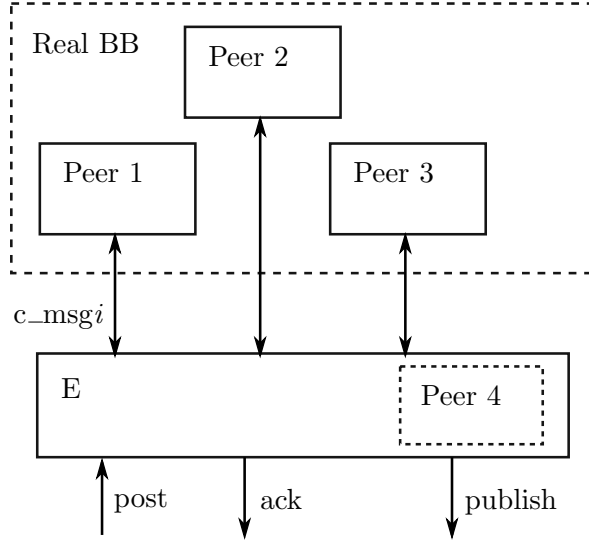 Real BB
Peer 2
Peer 1
Peer 3
c_msgi
E
Peer 4
post
ack
publish